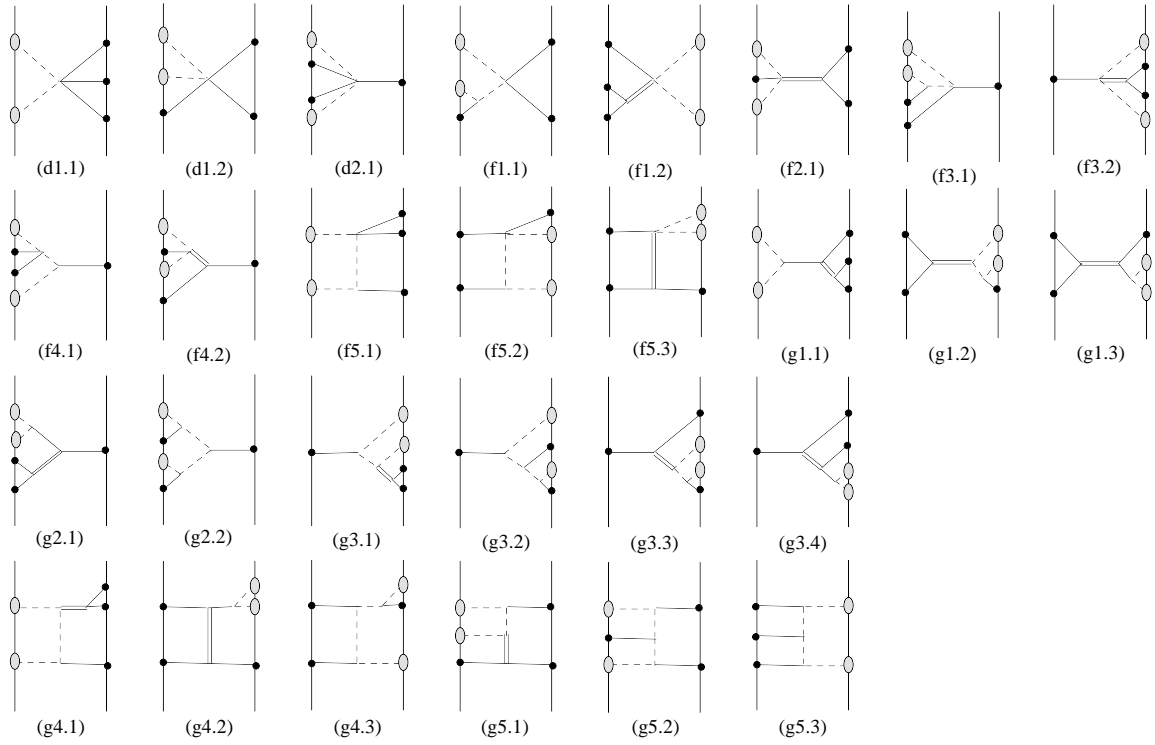 (d1.1) (d1.2) (d2.1) (f1.1) (f1.2) (f2.1) (f3.1) (f3.2)
(f4.1) (f4.2) (f5.1) (f5.2) (f5.3) (g1.1) (g1.2) (g1.3)
(g2.1) (g2.2) (g3.1) (g3.2) (g3.3) (g3.4)
(g4.1) (g4.2) (g4.3) (g5.1) (g5.2) (g5.3)